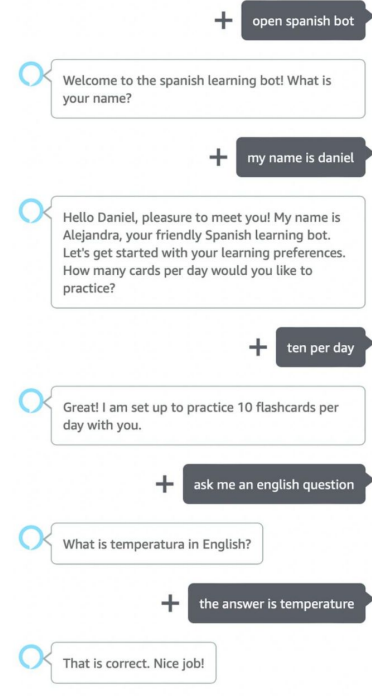 open spanish bot
Welcome to the spanish learning bot! What is
your name?
my name is daniel
Hello Daniel, pleasure to meet you! My name is
Alejandra, your friendly Spanish learning bot.
Let's get started with your learning preferences.
How many cards per day would you like to
practice?
ten per day
Great! I am set up to practice 10 flashcards per
day with you.
ask me an english question
What is temperatura in English?
the answer is temperature
That is correct. Nice job!